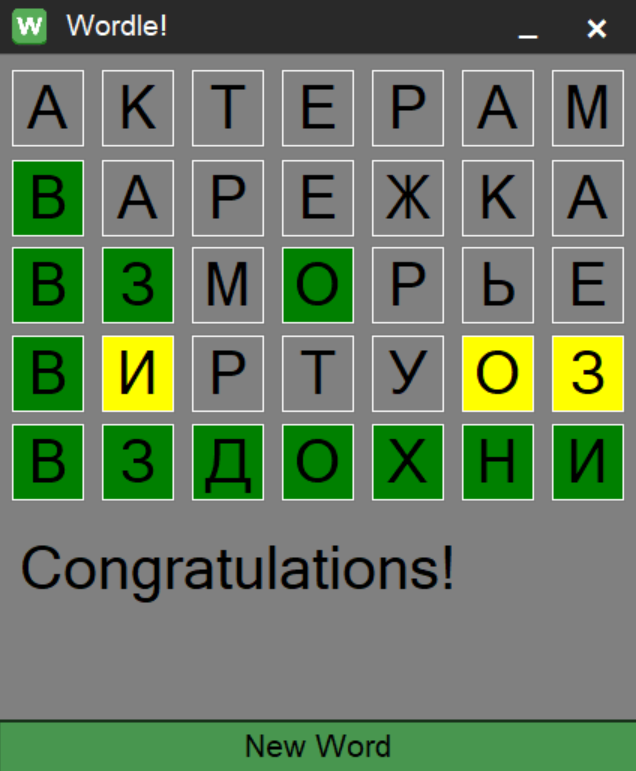 W Wordle!
АКТЕРАМ
ВАРЕЖКА
ВЗМОРЬЕ
ВИРТУОЗ
ВЗДОХНИ
Congratulations!
New Word